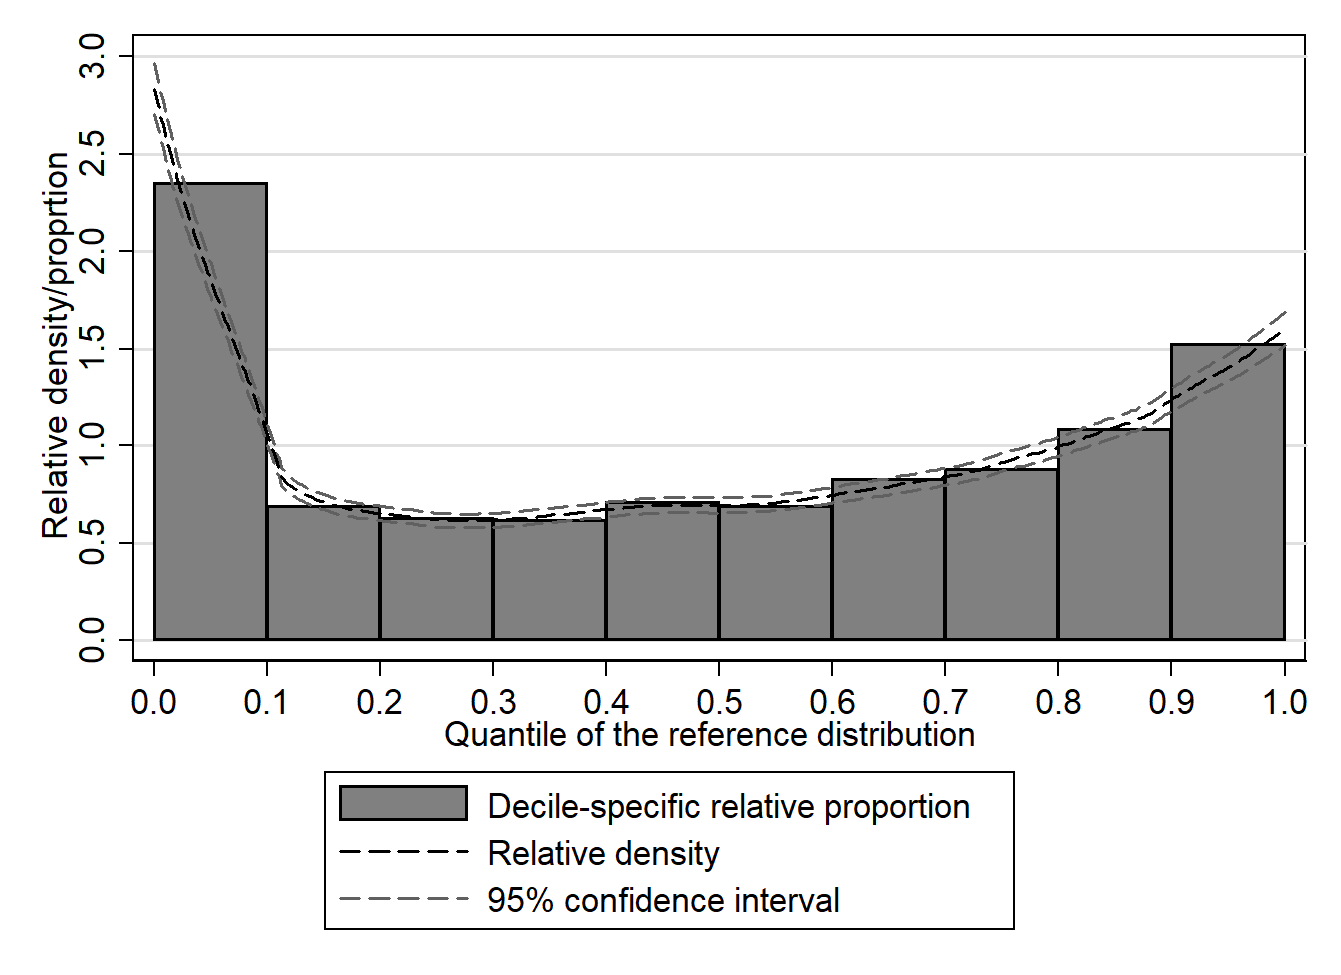 3.0
2.5
2.0
1.5
1.0
0.5
0.0
Relative density/proprtion
0.0 0.1 0.2 0.3 0.4 0.5 0.6 0.7 0.8 0.9 1.0
Quantile of the reference distribution
Decile-specific relative proportion
Relative density
95% confidence interval